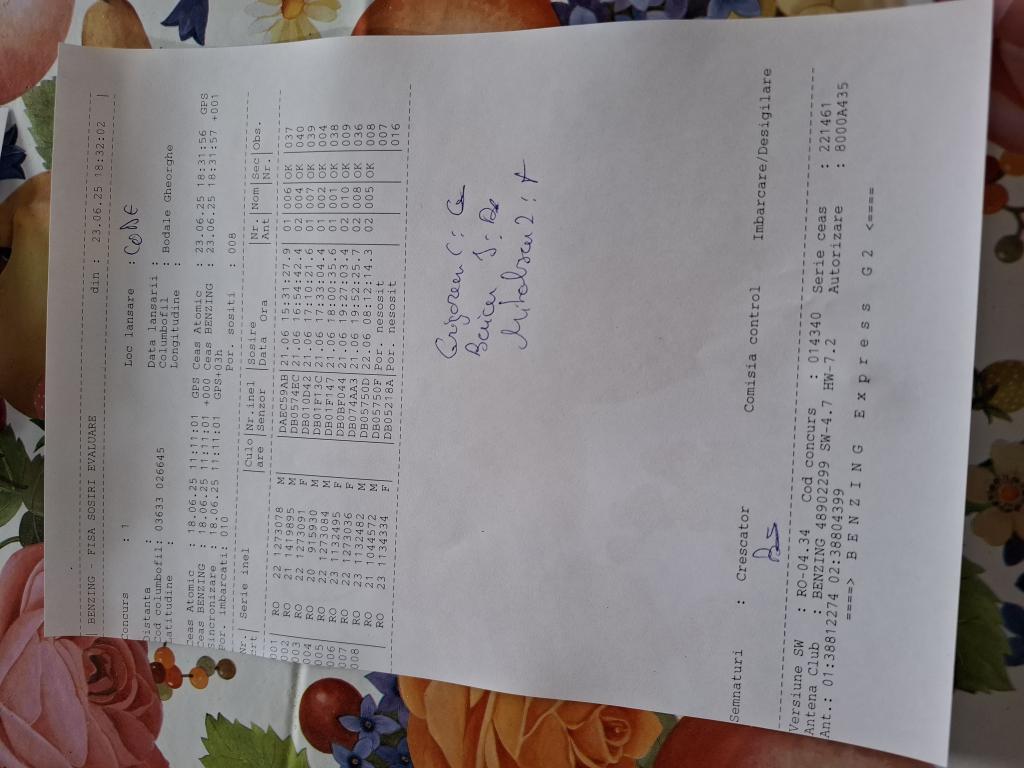 | BENZING - FISA SOSIRI EVALUARE din : 23.06.25 18:32:02 |
Concurs : 1 Loc lansare : CODE
Distanta : Data lansarii :
Cod columbofil: 03633 026645 Columbofil : Bodale Gheorghe
Latitudine : Longitudine :
Ceas Atomic : 18.06.25 11:11:01 GPS Ceas Atomic : 23.06.25 18:31:56 GPS
Ceas BENZING : 18.06.25 11:11:01 +000 Ceas BENZING : 23.06.25 18:31:57 +001
Sincronizare : 18.06.25 11:11:01 GPS+03h
Por. imbarcati: 010 Por. sositi : 008
Nr. Serie inel |Culo|Nr.inel |Sosire |Nr. |Nom|Sec|Obs.
ert |are |Senzor |Data Ora |Ant | |Nr.|
001| RO 22 1273078 M |DAEC59AB|21.06 15:31:27.9| 01|006|OK |037
002| RO 21 1419895 M |DB0574EC|21.06 16:54:42.4| 02|004|OK |040
003| RO 22 1273091 F |DB010D42|21.06 17:10:21.6| 01|007|OK |039
004| RO 20 915930 M |DB01F13C|21.06 17:33:04.4| 01|002|OK |004
005| RO 22 1273084 M |DB01F147|21.06 18:00:35.6| 01|001|OK |038
006| RO 23 1132495 F |DB0BF044|21.06 19:27:03.4| 02|010|OK |009
007| RO 22 1273036 F |DB074AA3|21.06 19:52:25.7| 02|008|OK |036
008| RO 23 1132482 M |DB05755D|22.06 08:12:14.3| 02|005|OK |008
RO 21 1044572 M |DB05750F|Por. nesosit | | | |007
RO 23 1134334 F |DB05218A|Por. nesosit | | | |016
Semnaturi : Crescator Comisia control Imbarcare/Desigilare
Versiune SW : RO-04.34 Cod concurs : 014340 Serie ceas : 221461
Antena Club : BENZING 48902299 SW-4.7 HW-7.2 Autorizare : 8000A435
Ant.: 01:38812274 02:38804399
====> B E N Z I N G E x p r e s s G 2 <====